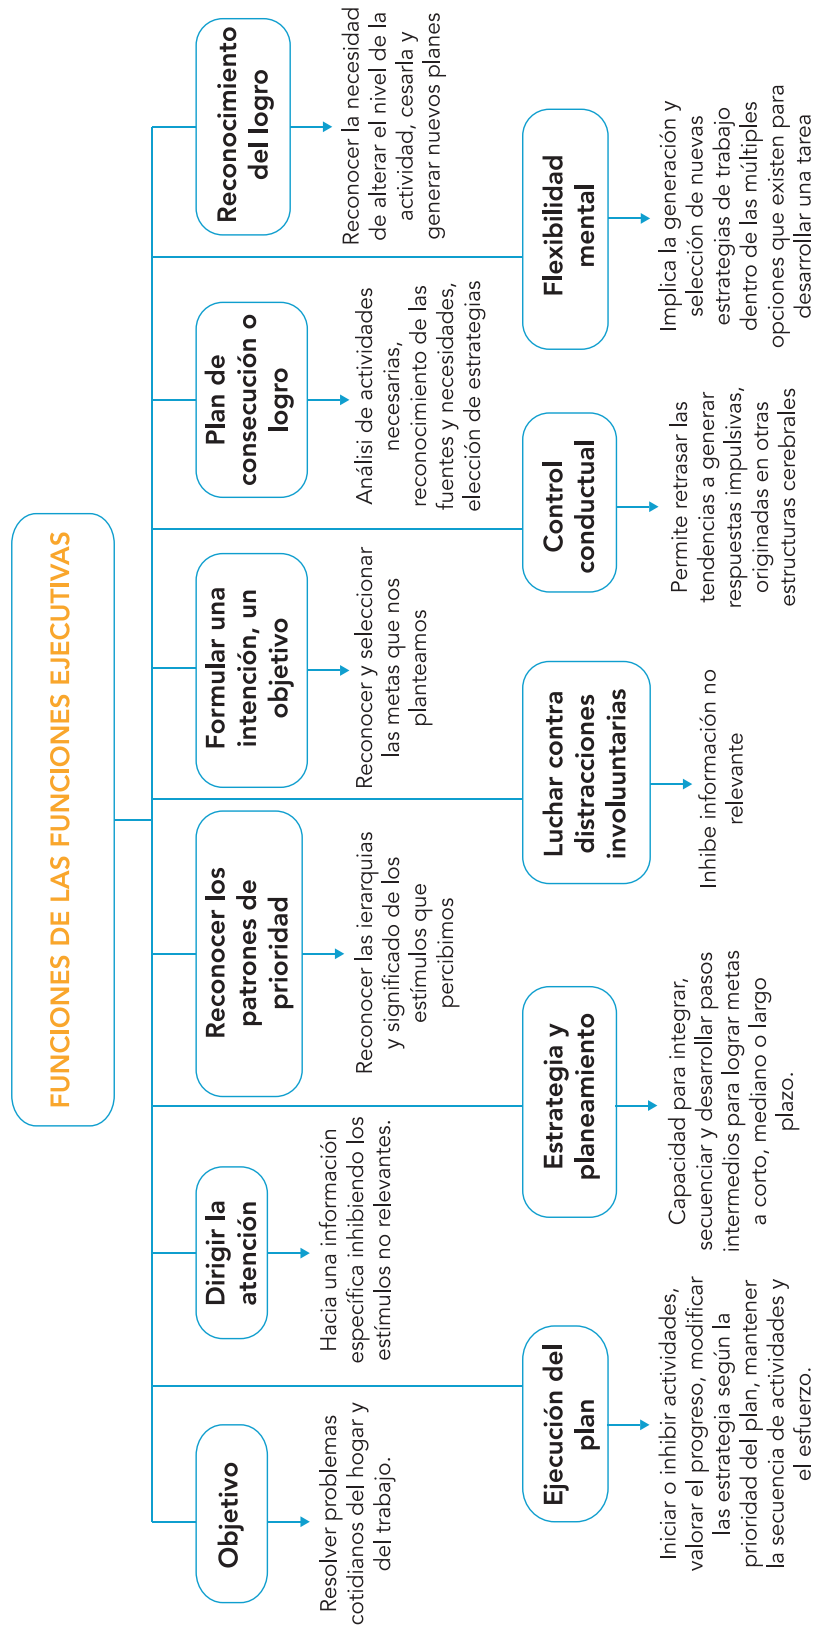 FUNCIONES DE LAS FUNCIONES EJECUTIVAS
Objetivo
Resolver problemas
cotidianos del hogar y
del trabajo.
Dirigir la
atención
Hacia una información
específica inhibiendo los
estímulos no relevantes.
Reconocer los
patrones de
prioridad
Reconocer las ierarquias
y significado de los
estímulos que
percibimos
Formular una
intención, un
objetivo
Reconocer y seleccionar
las metas que nos
planteamos
Plan de
consecución o
logro
Análisi de actividades
necesarias,
reconocimiento de las
fuentes y necesidades,
elección de estrategias
Reconocimiento
del logro
Reconocer la necesidad
de alterar el nivel de la
actividad, cesarla y
generar nuevos planes
Ejecución del
plan
Iniciar o inhibir actividades,
valorar el progreso, modificar
las estrategia según la
prioridad del plan, mantener
la secuencia de actividades y
el esfuerzo.
Estrategia y
planeamiento
Capacidad para integrar,
secuenciar y desarrollar pasos
intermedios para lograr metas
a corto, mediano o largo
plazo.
Luchar contra
distracciones
involuuntarias
Inhibe información no
relevante
Control
conductual
Permite retrasar las
tendencias a generar
respuestas impulsivas,
originadas en otras
estructuras cerebrales
Flexibilidad
mental
Implica la generación y
selección de nuevas
estrategias de trabajo
dentro de las múltiples
opciones que existen para
desarrollar una tarea